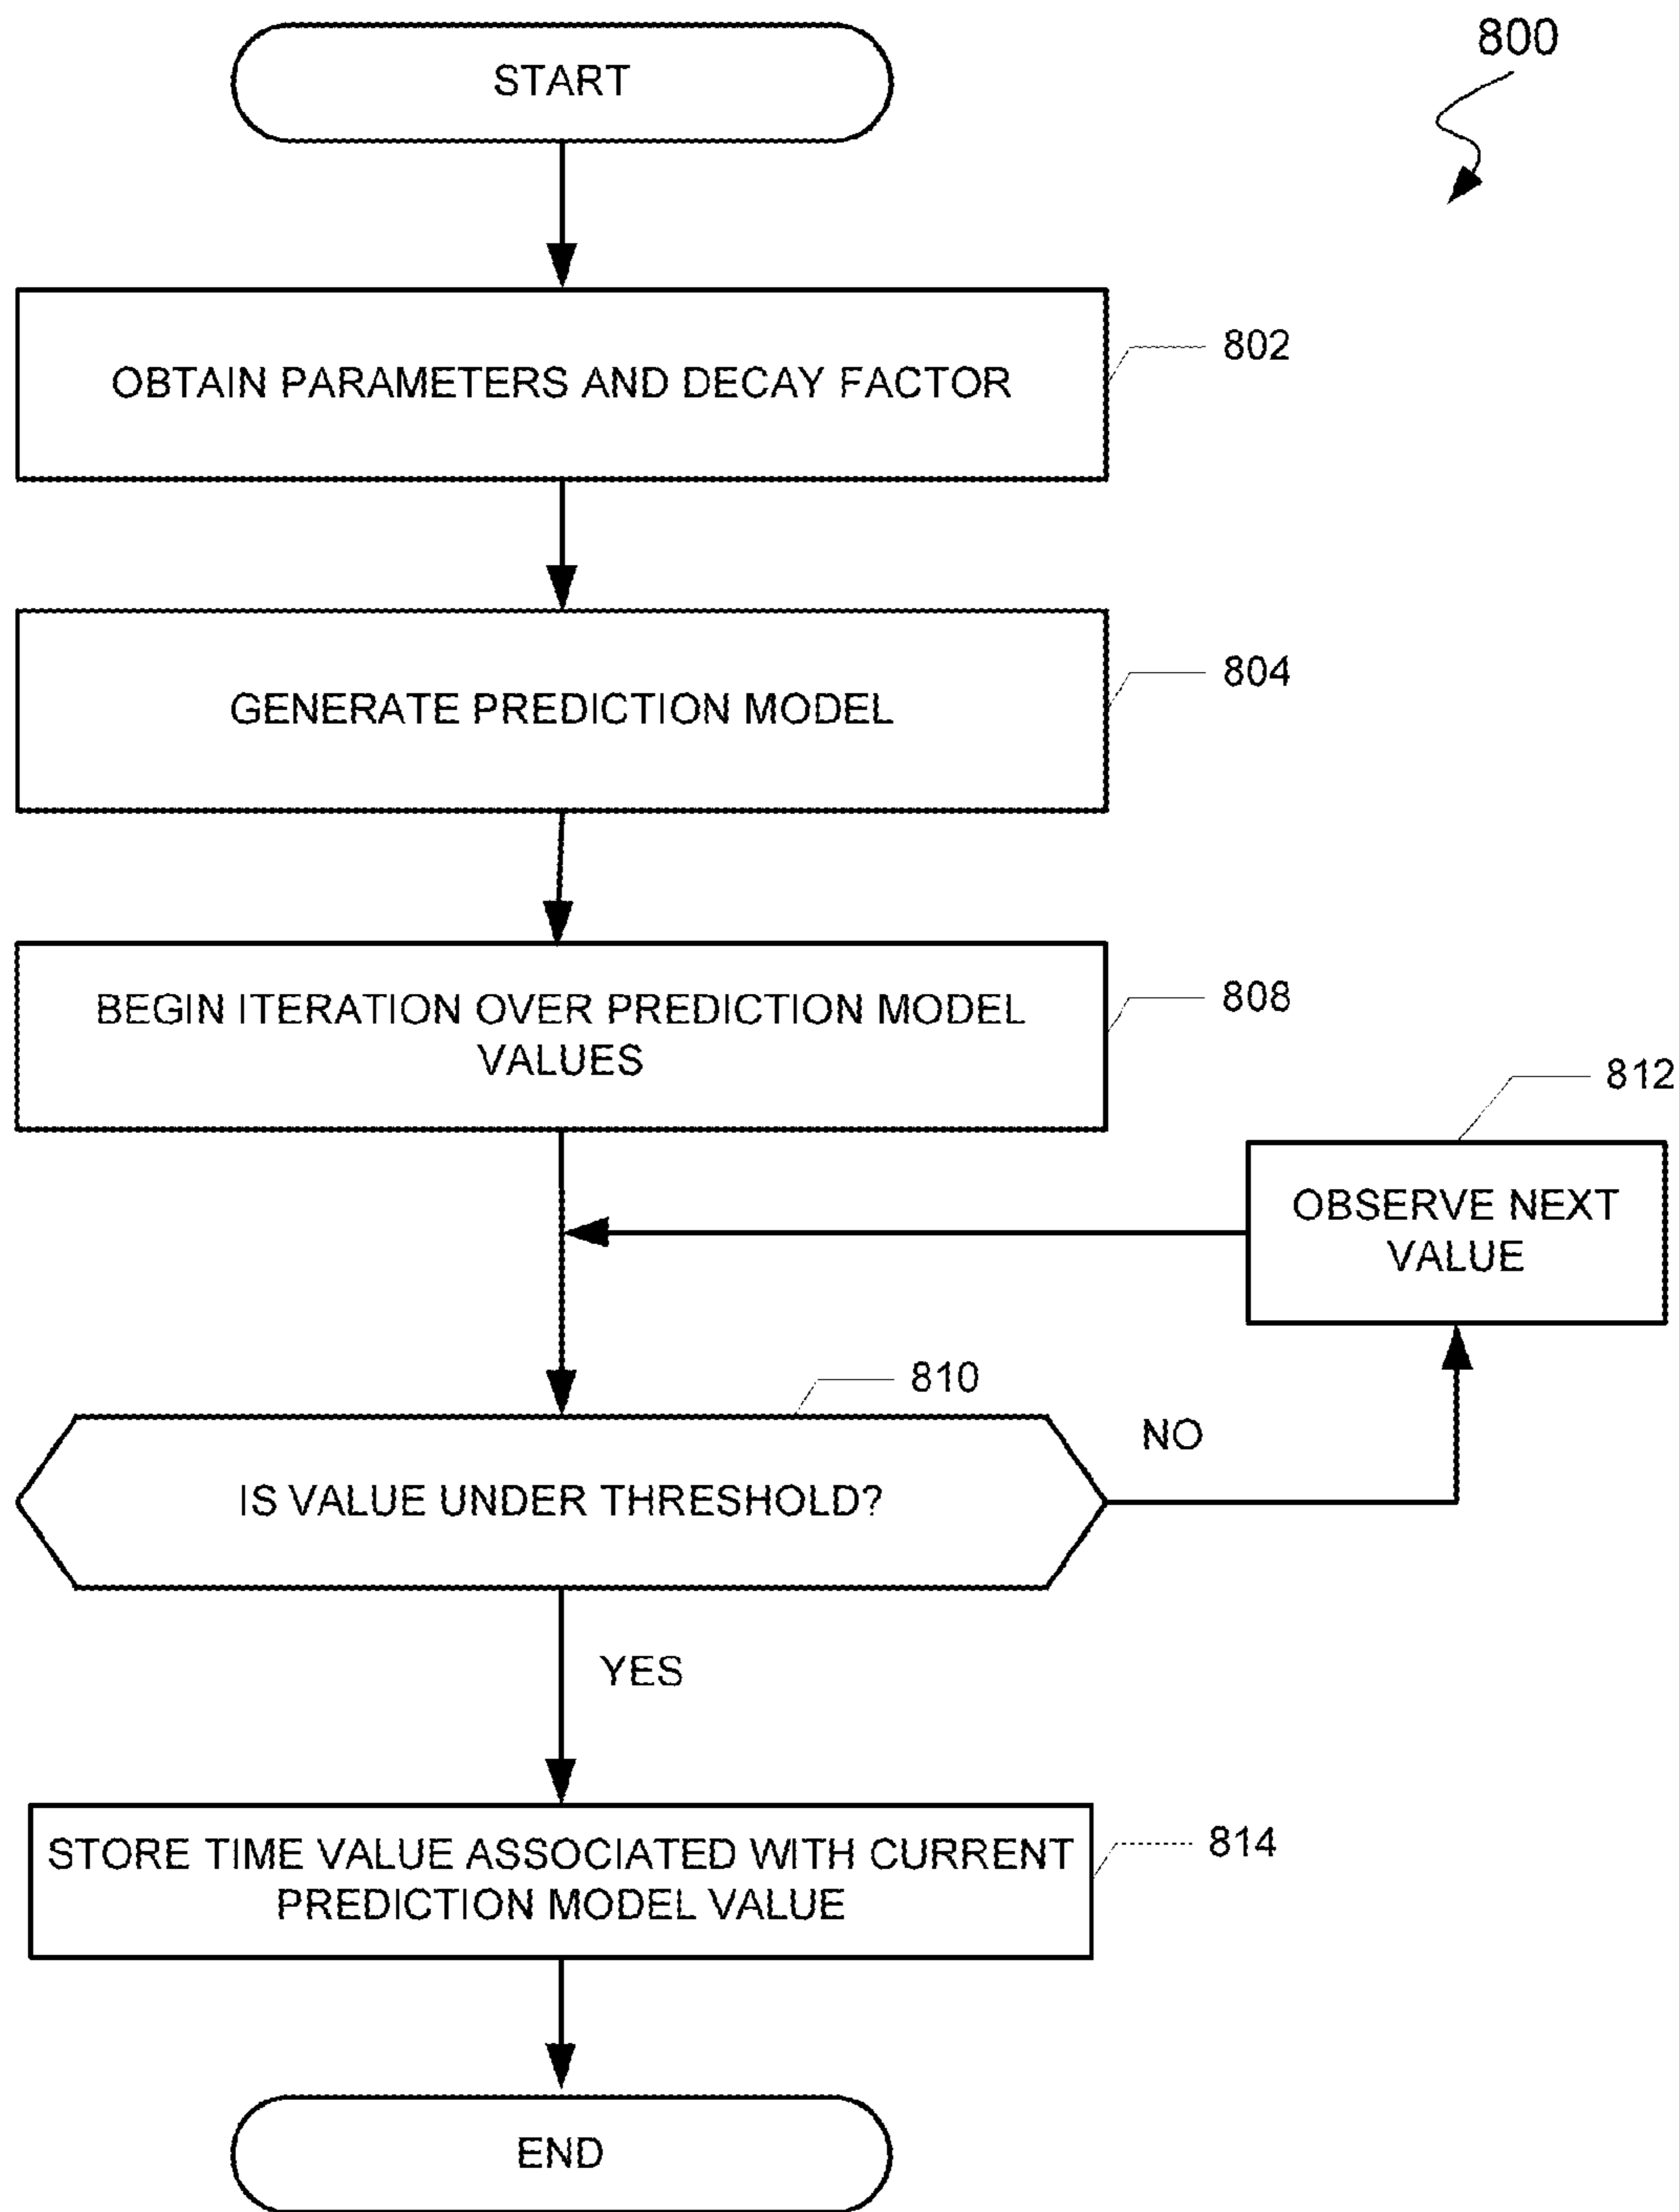 800
START
OBTAIN PARAMETERS AND DECAY FACTOR
802
GENERATE PREDICTION MODEL
804
BEGIN ITERATION OVER PREDICTION MODEL
VALUES
808
812
OBSERVE NEXT
VALUE
810
IS VALUE UNDER THRESHOLD?
NO
YES
STORE TIME VALUE ASSOCIATED WITH CURRENT
PREDICTION MODEL VALUE
814
END